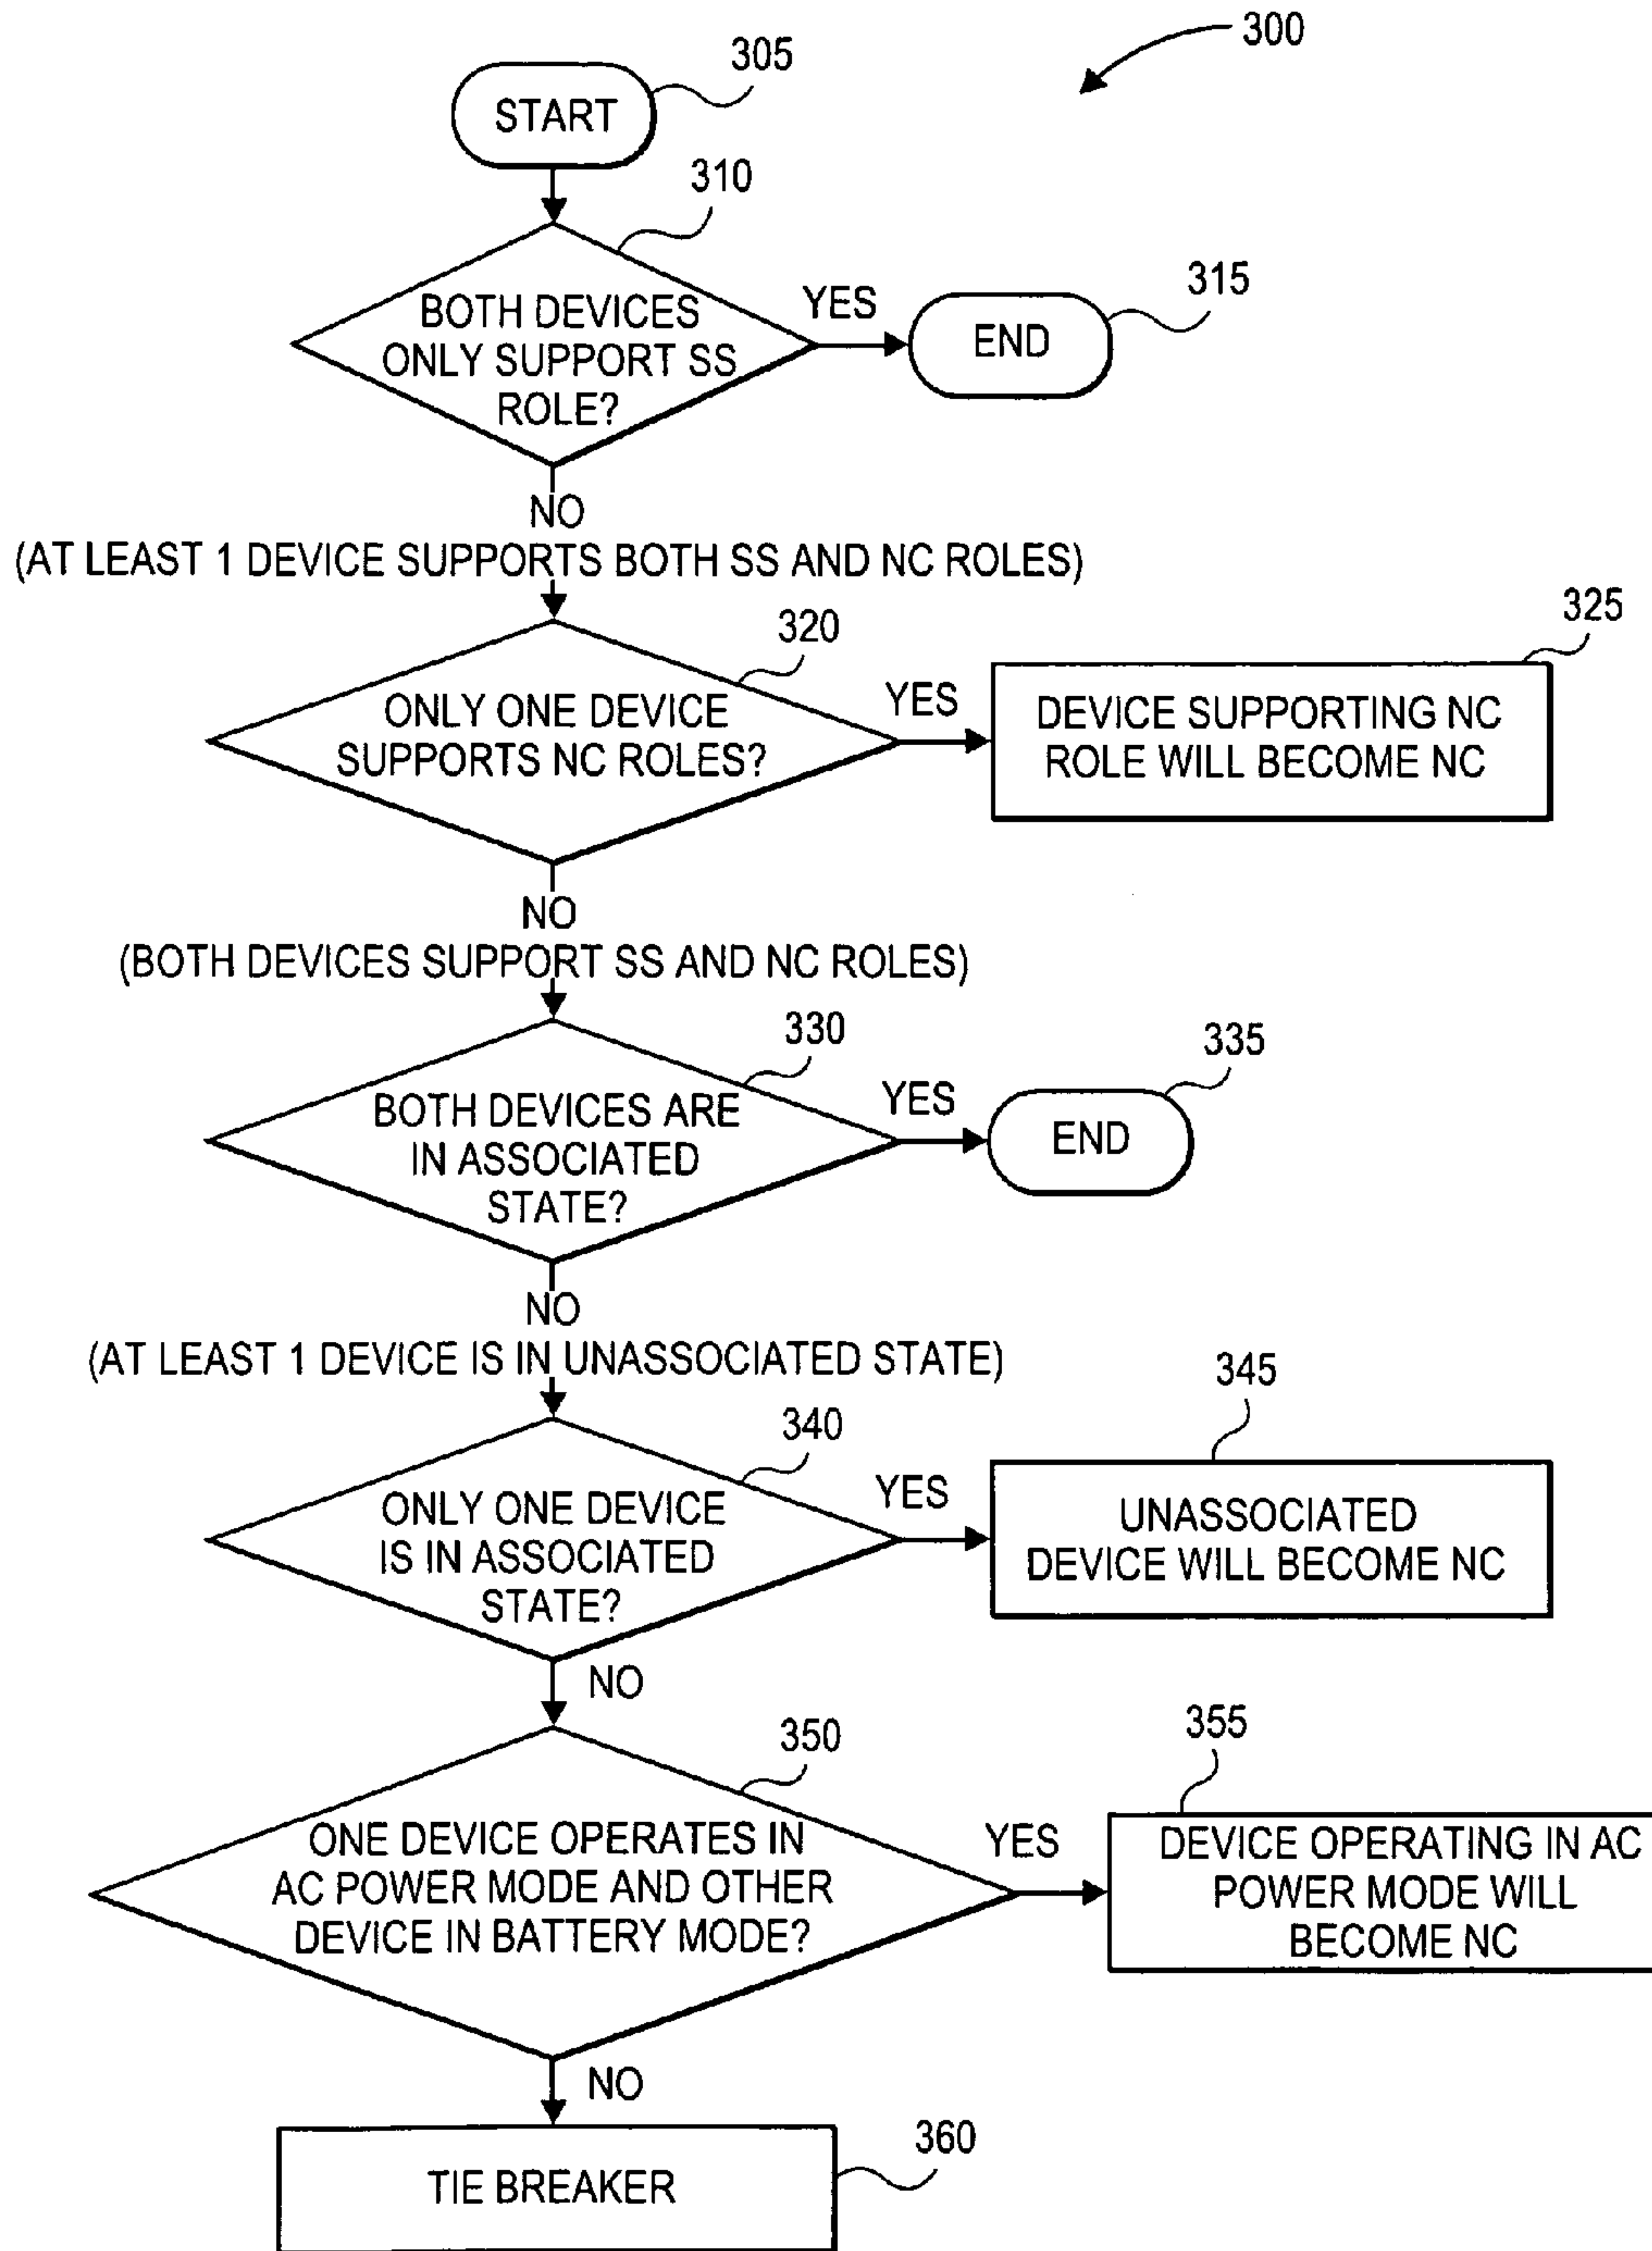 300
305
START
310
BOTH DEVICES
ONLY SUPPORT SS
ROLE?
YES
315
END
NO
(AT LEAST 1 DEVICE SUPPORTS BOTH SS AND NC ROLES)
320
ONLY ONE DEVICE
SUPPORTS NC ROLES?
YES
325
DEVICE SUPPORTING NC
ROLE WILL BECOME NC
NO
(BOTH DEVICES SUPPORT SS AND NC ROLES)
330
BOTH DEVICES ARE
IN ASSOCIATED
STATE?
YES
335
END
NO
(AT LEAST 1 DEVICE IS IN UNASSOCIATED STATE)
340
ONLY ONE DEVICE
IS IN ASSOCIATED
STATE?
YES
345
UNASSOCIATED
DEVICE WILL BECOME NC
NO
350
ONE DEVICE OPERATES IN
AC POWER MODE AND OTHER
DEVICE IN BATTERY MODE?
YES
355
DEVICE OPERATING IN AC
POWER MODE WILL
BECOME NC
NO
360
TIE BREAKER